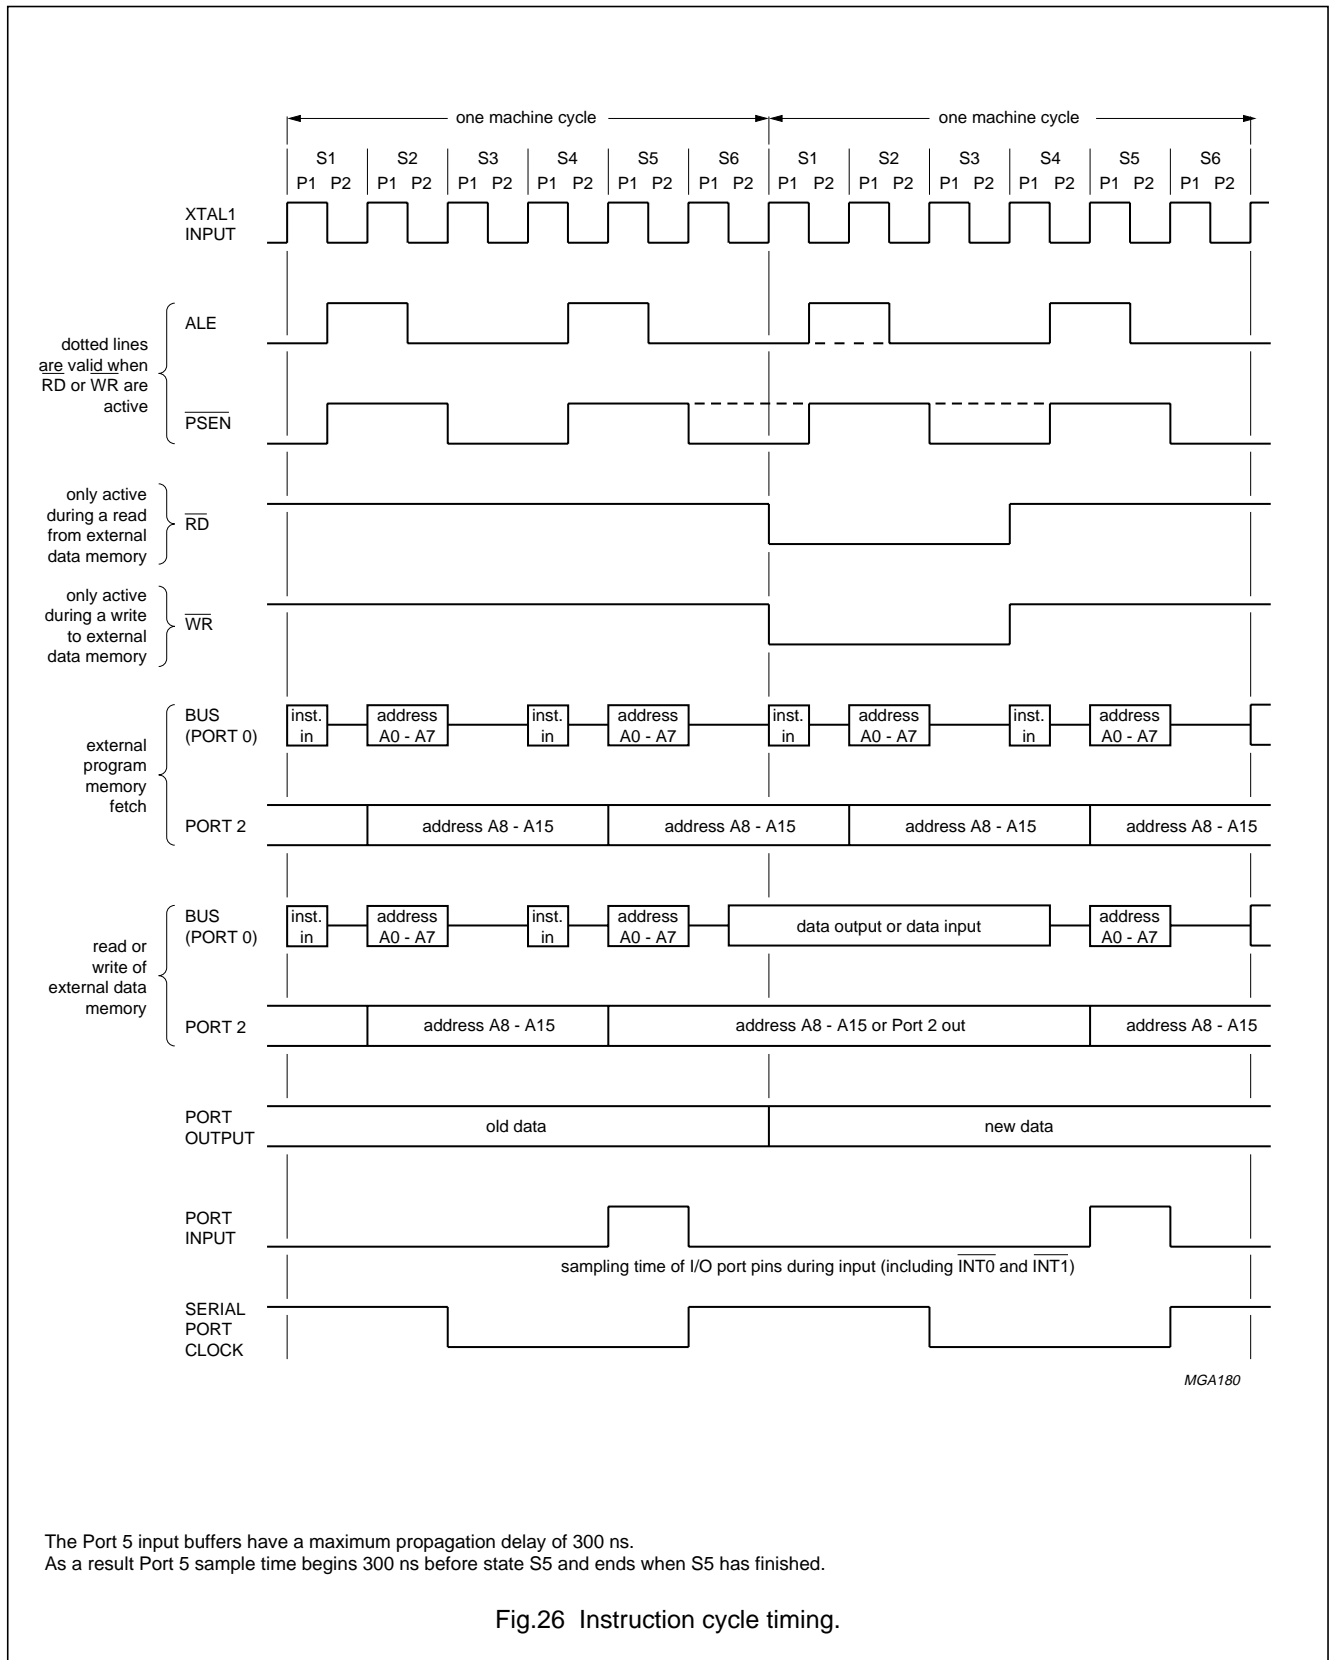 one machine cycle one machine cycle
S1 S2 S3 S4 S5 S6 S1 S2 S3 S4 S5 S6
P1 P2 P1 P2 P1 P2 P1 P2 P1 P2 P1 P2 P1 P2 P1 P2 P1 P2 P1 P2 P1 P2 P1 P2
XTAL1
INPUT
dotted lines
are valid when
RD or WR are
active
ALE
PSEN
only active
during a read
from external
data memory
RD
only active
during a write
to external
data memory
WR
external
program
memory
fetch
BUS
(PORT 0)
inst. address inst. address inst. address inst. address
in A0 - A7 in A0 - A7 in A0 - A7 in A0 - A7
PORT 2
address A8 - A15 address A8 - A15 address A8 - A15 address A8 - A15
read or
write of
external data
memory
BUS
(PORT 0)
inst. address inst. address data output or data input address
in A0 - A7 in A0 - A7 A0 - A7
PORT 2
address A8 - A15 address A8 - A15 or Port 2 out address A8 - A15
PORT
OUTPUT
old data new data
PORT
INPUT
sampling time of I/O port pins during input (including INT0 and INT1)
SERIAL
PORT
CLOCK
MGA180
The Port 5 input buffers have a maximum propagation delay of 300 ns.
As a result Port 5 sample time begins 300 ns before state S5 and ends when S5 has finished.
Fig.26 Instruction cycle timing.